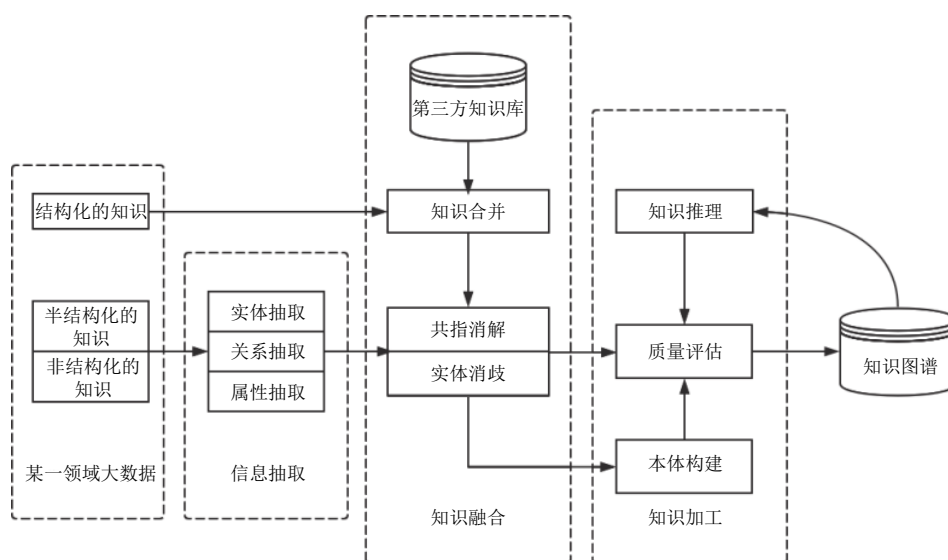 第三方知识库
结构化的知识
知识合并
知识推理
半结构化的
知识
非结构化的
知识
实体抽取
关系抽取
属性抽取
共指消解
实体消歧
质量评估
知识图谱
本体构建
某一领域大数据
信息抽取
知识融合
知识加工